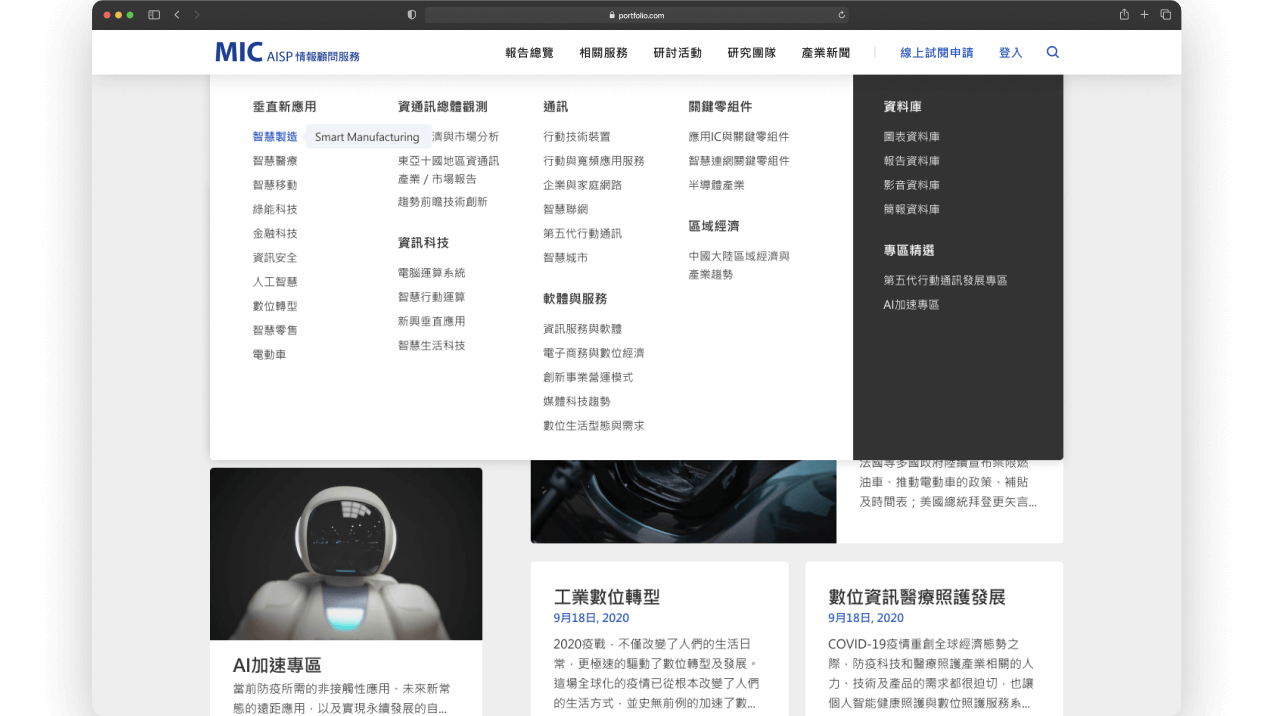 portfolio.com
MIC AISP 情報顧問服務
報告總覽
相關服務
研討活動
研究團隊
產業新聞
線上試閱申請
登入
垂直新應用
智慧製造
Smart Manufacturing
智慧醫療
智慧移動
綠能科技
金融科技
資訊安全
人工智慧
數位轉型
智慧零售
電動車
資通訊總體觀測
濟與市場分析
東亞十國地區資通訊
產業 / 市場報告
趨勢前瞻技術創新
資訊科技
電腦運算系統
智慧行動運算
新興垂直應用
智慧生活科技
通訊
行動技術裝置
行動與寬頻應用服務
企業與家庭網路
智慧聯網
第五代行動通訊
智慧城市
軟體與服務
資訊服務與軟體
電子商務與數位經濟
創新事業營運模式
媒體科技趨勢
數位生活型態與需求
關鍵零組件
應用IC與關鍵零組件
智慧連網關鍵零組件
半導體產業
區域經濟
中國大陸區域經濟與
產業趨勢
資料庫
圖表資料庫
報告資料庫
影音資料庫
簡報資料庫
專區精選
第五代行動通訊發展專區
AI加速專區
法國等多國政府陸續宣布禁限燃
油車、推動電動車的政策、補貼
及時間表；美國總統拜登更矢言...
AI加速專區
當前防疫所需的非接觸性應用、未來新常
態的遠距應用，以及實現永續發展的自...
工業數位轉型
9月18日, 2020
2020疫戰，不僅改變了人們的生活日
常，更極速的驅動了數位轉型及發展。
這場全球化的疫情已從根本改變了人們
的生活方式，並史無前例的加速了數...
數位資訊醫療照護發展
9月18日, 2020
COVID-19疫情重創全球經濟態勢之
際，防疫科技和醫療照護產業相關的人
力、技術及產品的需求都很迫切，也讓
個人智能健康照護與數位照護服務系...